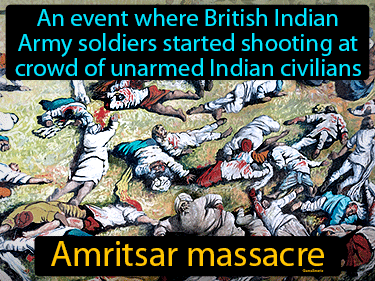 An event where British Indian
Army soldiers started shooting at
crowd of unarmed Indian civilians
Amritsar massacre